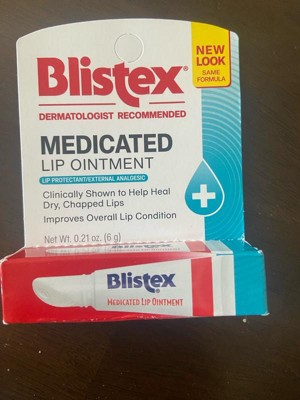 NEW
LOOK
SAME
FORMULA
Blistex®
DERMATOLOGIST RECOMMENDED
MEDICATED
LIP OINTMENT
LIP PROTECTANT/EXTERNAL ANALGESIC
Clinically Shown to Help Heal
Dry, Chapped Lips
Improves Overall Lip Condition
Net Wt. 0.21 oz. (6 g)
Blistex
MEDICATED LIP OINTMENT